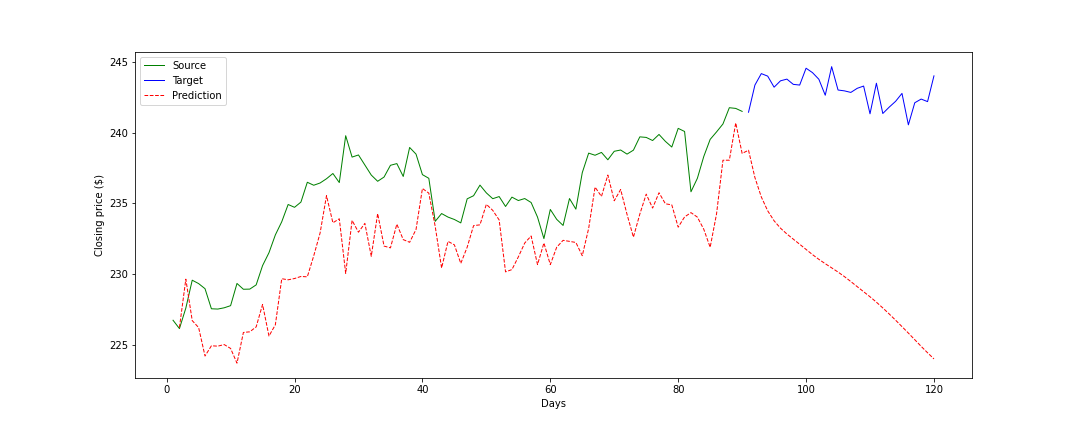 245
240
235
230
225
Closing price ($)
Source
Target
Prediction
0 20 40 60 80 100 120
Days